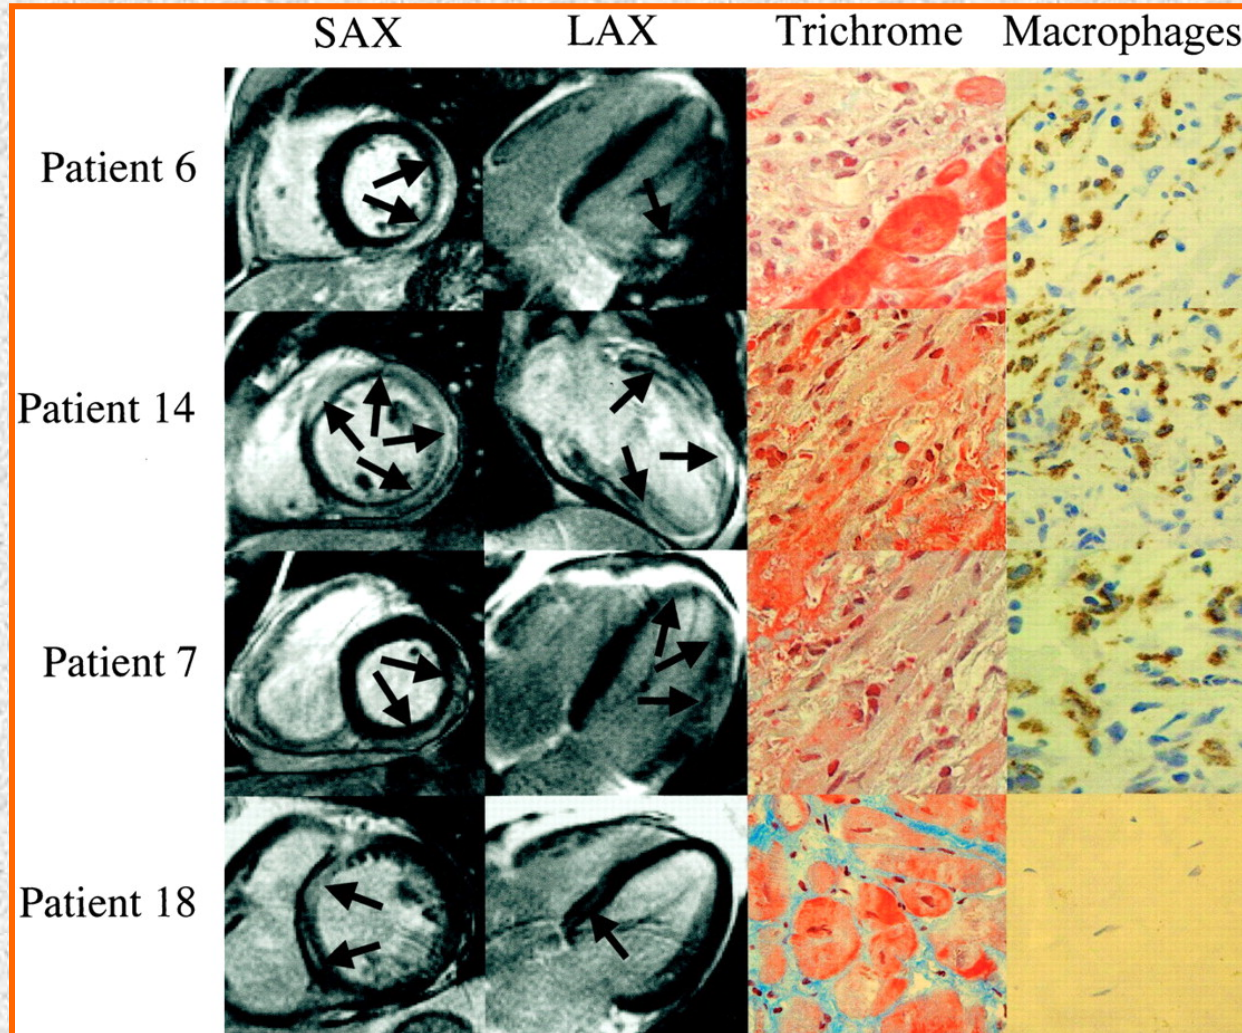 SAX LAX Trichrome Macrophages
Patient 6
Patient 14
Patient 7
Patient 18